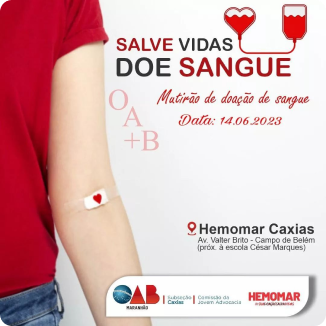 SALVE VIDAS
DOE SANGUE
Mutirão de doação de sangue
Data: 14.06.2023
O
A
+B
Hemomar Caxias
Av. Valter Brito - Campo de Belém
(próx. à escola César Marques)
OAB
MARANHÃO
Subseção
Caxias
Comissão da
Jovem Advocacia
HEMOMAR